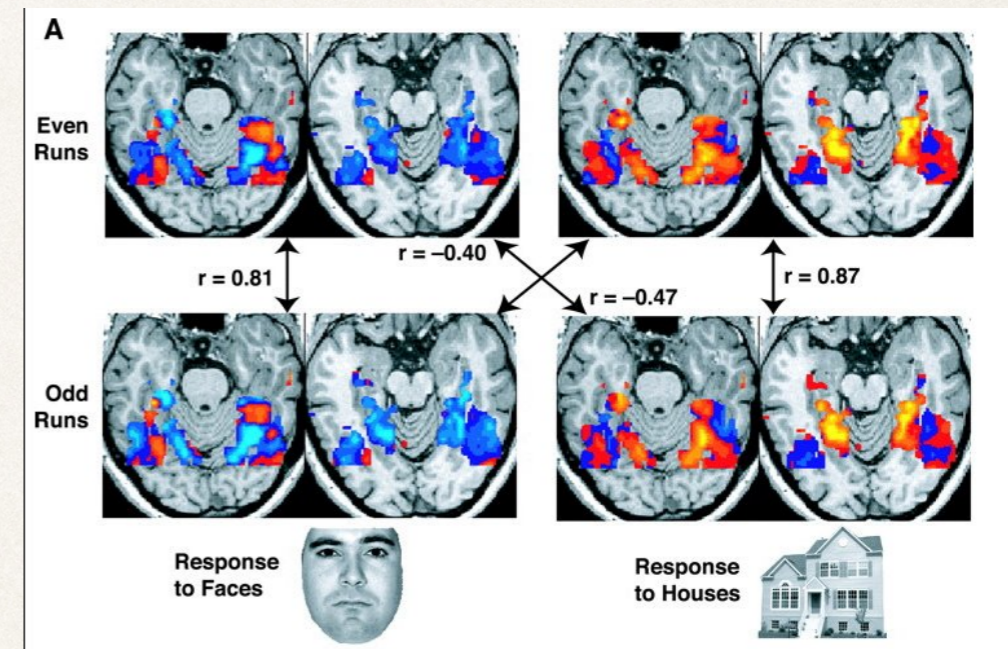 A
Even
Runs
r = –0.40
r = 0.81
r = 0.87
r = –0.47
Odd
Runs
Response
to Faces
Response
to Houses